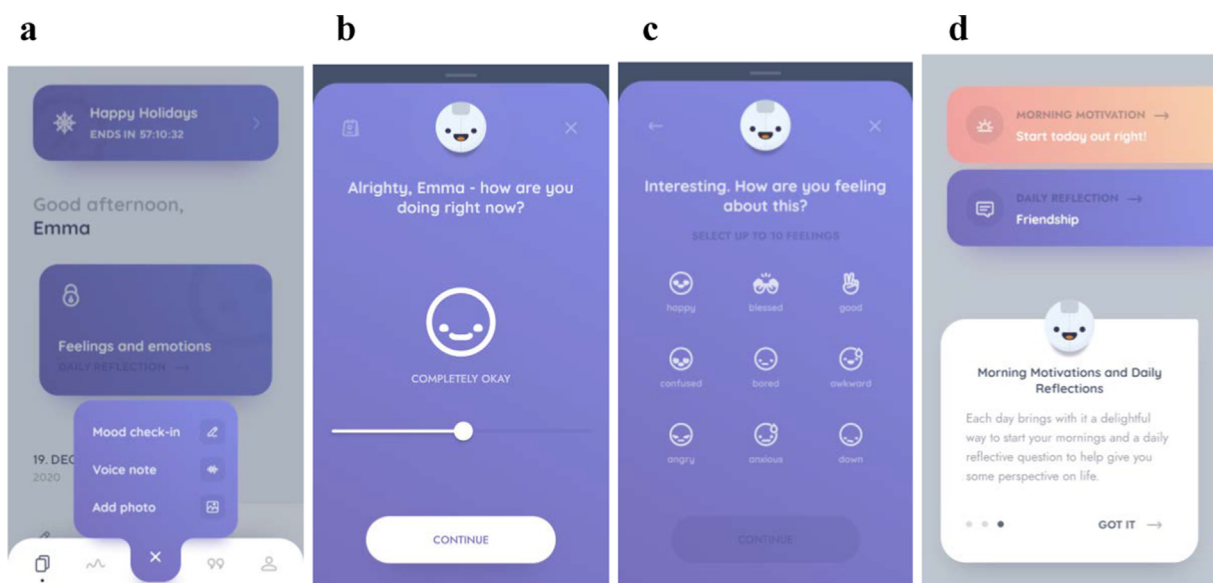 a
Happy Holidays
ENDS IN 57:10:32
Good afternoon,
Emma
Feelings and emotions
DAILY REFLECTION →
Mood check-in
Voice note
Add photo
19. DEC
2020
b
Alrighty, Emma - how are you
doing right now?
COMPLETELY OKAY
CONTINUE
c
Interesting. How are you feeling
about this?
SELECT UP TO 10 FEELINGS
happy blessed good
confused bored awkward
angry anxious down
CONTINUE
d
MORNING MOTIVATION →
Start today out right!
DAILY REFLECTION →
Friendship
Morning Motivations and Daily
Reflections
Each day brings with it a delightful
way to start your mornings and a daily
reflective question to help give you
some perspective on life.
GOT IT →